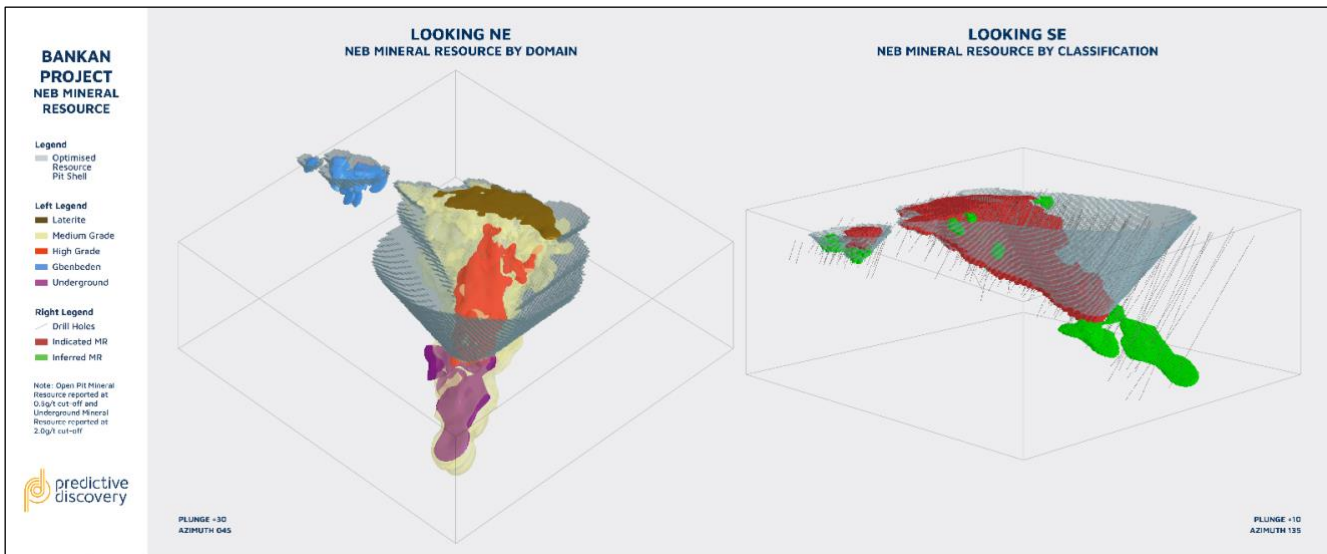 BANKAN
PROJECT
NEB MINERAL
RESOURCE
Legend
Optimised
Resource
Pit Shell
Left Legend
Laterite
Medium Grade
High Grade
Gbenbeden
Underground
Right Legend
Drill Holes
Indicated MR
Inferred MR
Note: Open Pit Mineral
Resource reported at
0.5g/t cut-off and
Underground Mineral
Resource reported at
2.0g/t cut-off
predictive
discovery
LOOKING NE
NEB MINERAL RESOURCE BY DOMAIN
PLUNGE +30
AZIMUTH 045
LOOKING SE
NEB MINERAL RESOURCE BY CLASSIFICATION
PLUNGE +10
AZIMUTH 135